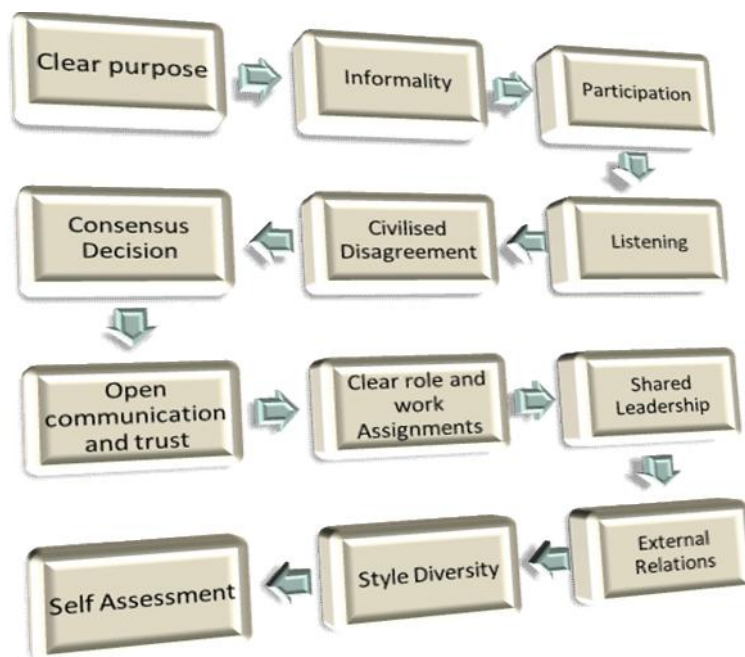 Clear purpose
Informality
Participation
Listening
Civilised
Disagreement
Consensus
Decision
Open
communication
and trust
Clear role and
work
Assignments
Shared
Leadership
External
Relations
Style Diversity
Self Assessment